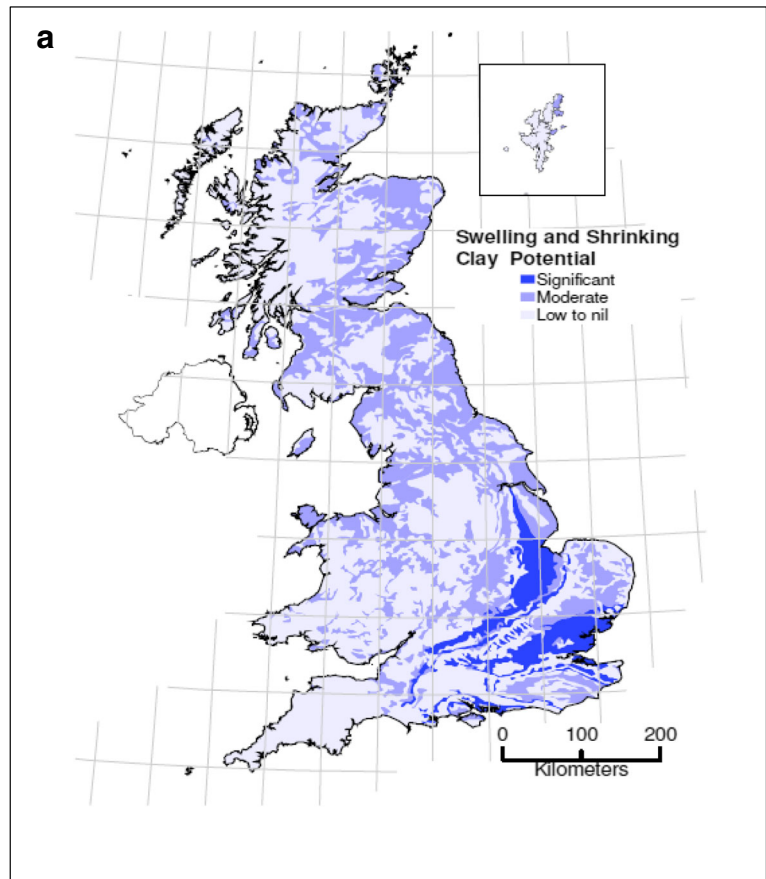 a
Swelling and Shrinking
Clay Potential
Significant
Moderate
Low to nil
0 100 200
Kilometers